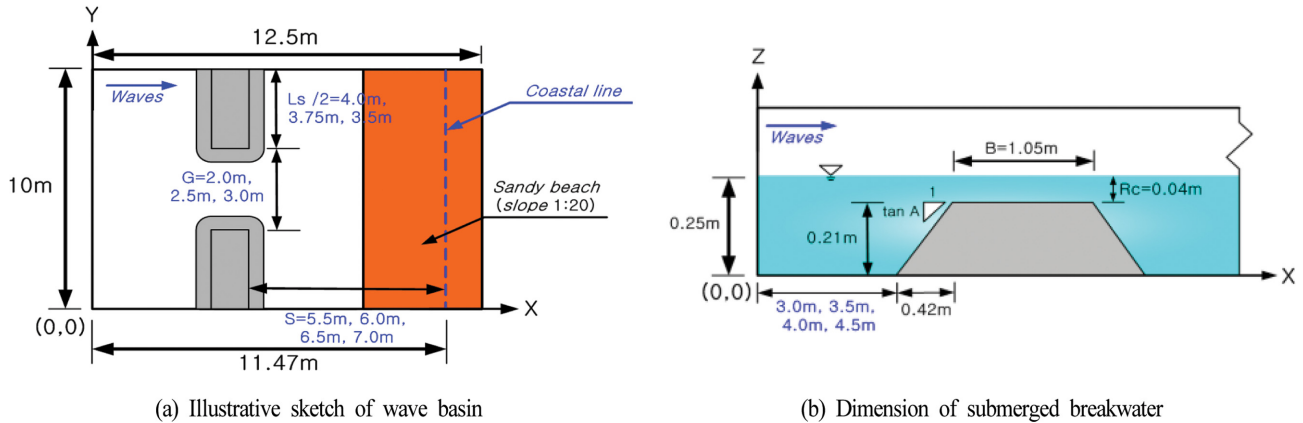 Y
12.5m
Waves
Ls /2=4.0m,
3.75m, 3.5m
Coastal line
10m
G=2.0m,
2.5m, 3.0m
Sandy beach
(slope 1:20)
X
(0,0)
S=5.5m, 6.0m,
6.5m, 7.0m
11.47m
(a) Illustrative sketch of wave basin
Z
Waves
B=1.05m
Rc=0.04m
1
tan A
0.25m
0.21m
X
(0,0)
3.0m, 3.5m,
4.0m, 4.5m
0.42m
(b) Dimension of submerged breakwater